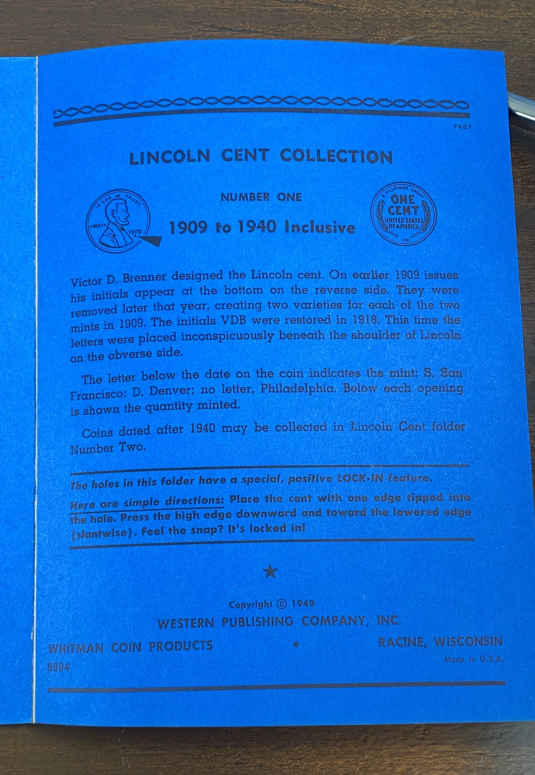 LINCOLN CENT COLLECTION
NUMBER ONE
1909 to 1940 Inclusive
ONE
CENT
UNITED STATES
OF AMERICA
Victor D. Brenner designed the Lincoln cent. On earlier 1909 issues
his initials appear at the bottom on the reverse side. They were
removed later that year, creating two varieties for each of the two
mints in 1909. The initials VDB were restored in 1918. This time the
letters were placed inconspicuously beneath the shoulder of Lincoln
on the obverse side.
The letter below the date on the coin indicates the mint: S, San
Francisco; D, Denver; no letter, Philadelphia. Below each opening
is shown the quantity minted.
Coins dated after 1940 may be collected in Lincoln Cent folder
Number Two.
The holes in this folder have a special, positive LOCK-IN feature.
Here are simple directions: Place the cent with one edge tipped into
the hole. Press the high edge downward and toward the lowered edge
(slantwise). Feel the snap? It's locked in!
Copyright © 1940
WESTERN PUBLISHING COMPANY, INC.
WHITMAN COIN PRODUCTS • RACINE, WISCONSIN
9004 Made in U.S.A.